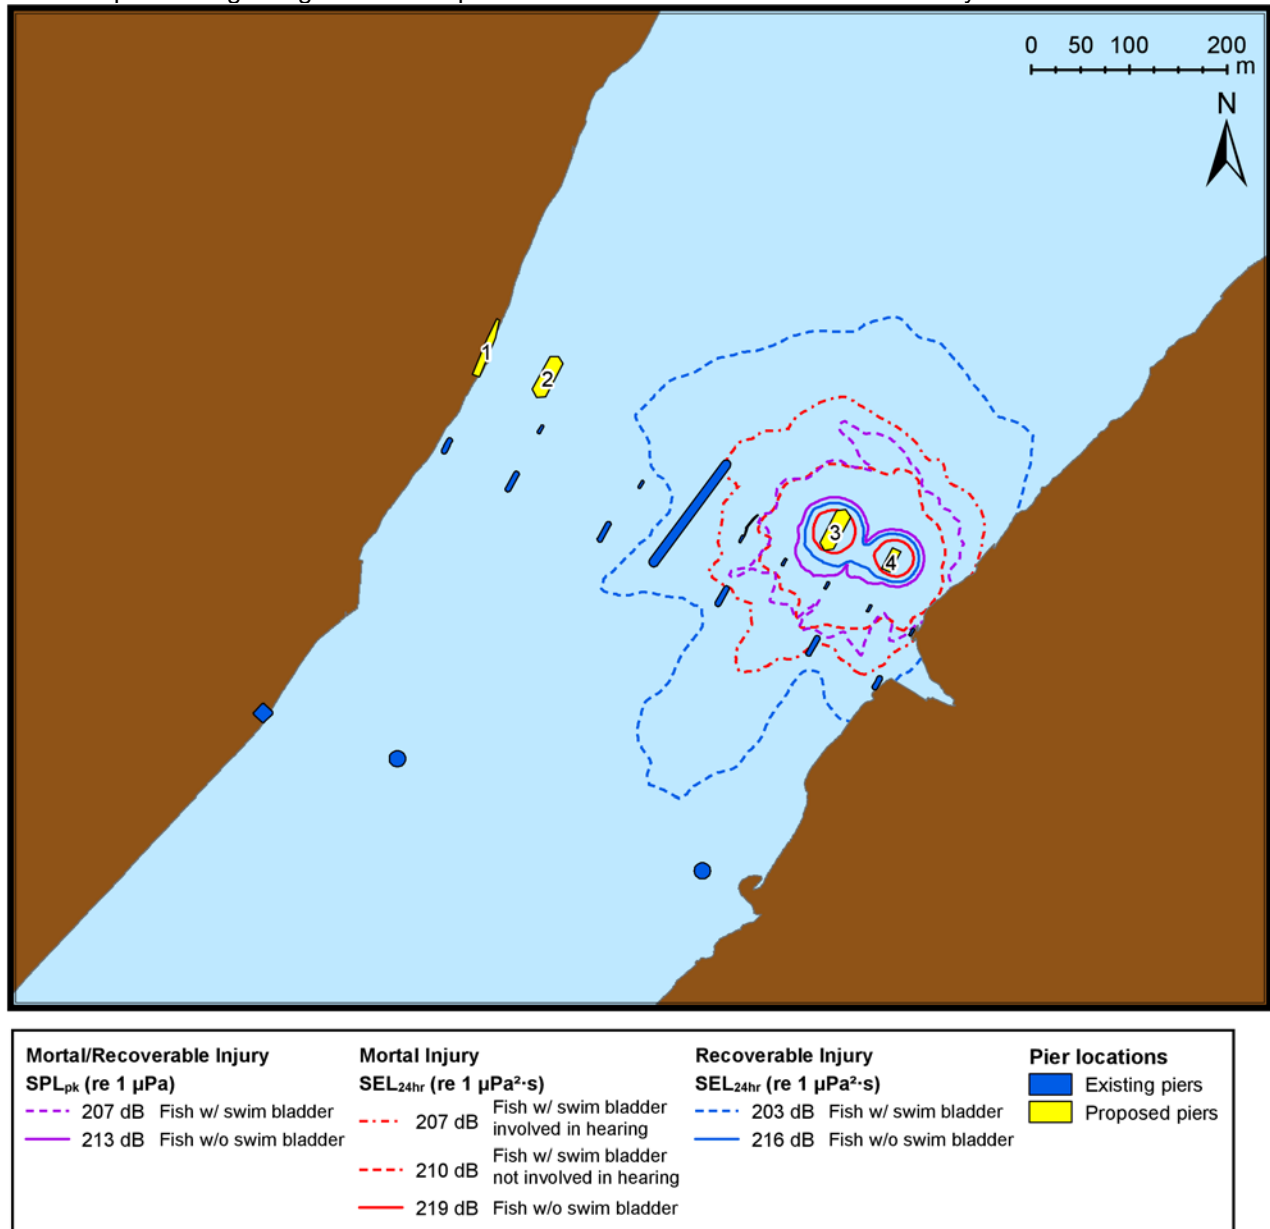 0 50 100 200
m
N
1
2
3
4
Mortal/Recoverable Injury
SPLpk (re 1 µPa)
207 dB Fish w/ swim bladder
213 dB Fish w/o swim bladder
Mortal Injury
SEL24hr (re 1 µPa²·s)
207 dB Fish w/ swim bladder
involved in hearing
210 dB Fish w/ swim bladder
not involved in hearing
219 dB Fish w/o swim bladder
Recoverable Injury
SEL24hr (re 1 µPa²·s)
203 dB Fish w/ swim bladder
216 dB Fish w/o swim bladder
Pier locations
Existing piers
Proposed piers